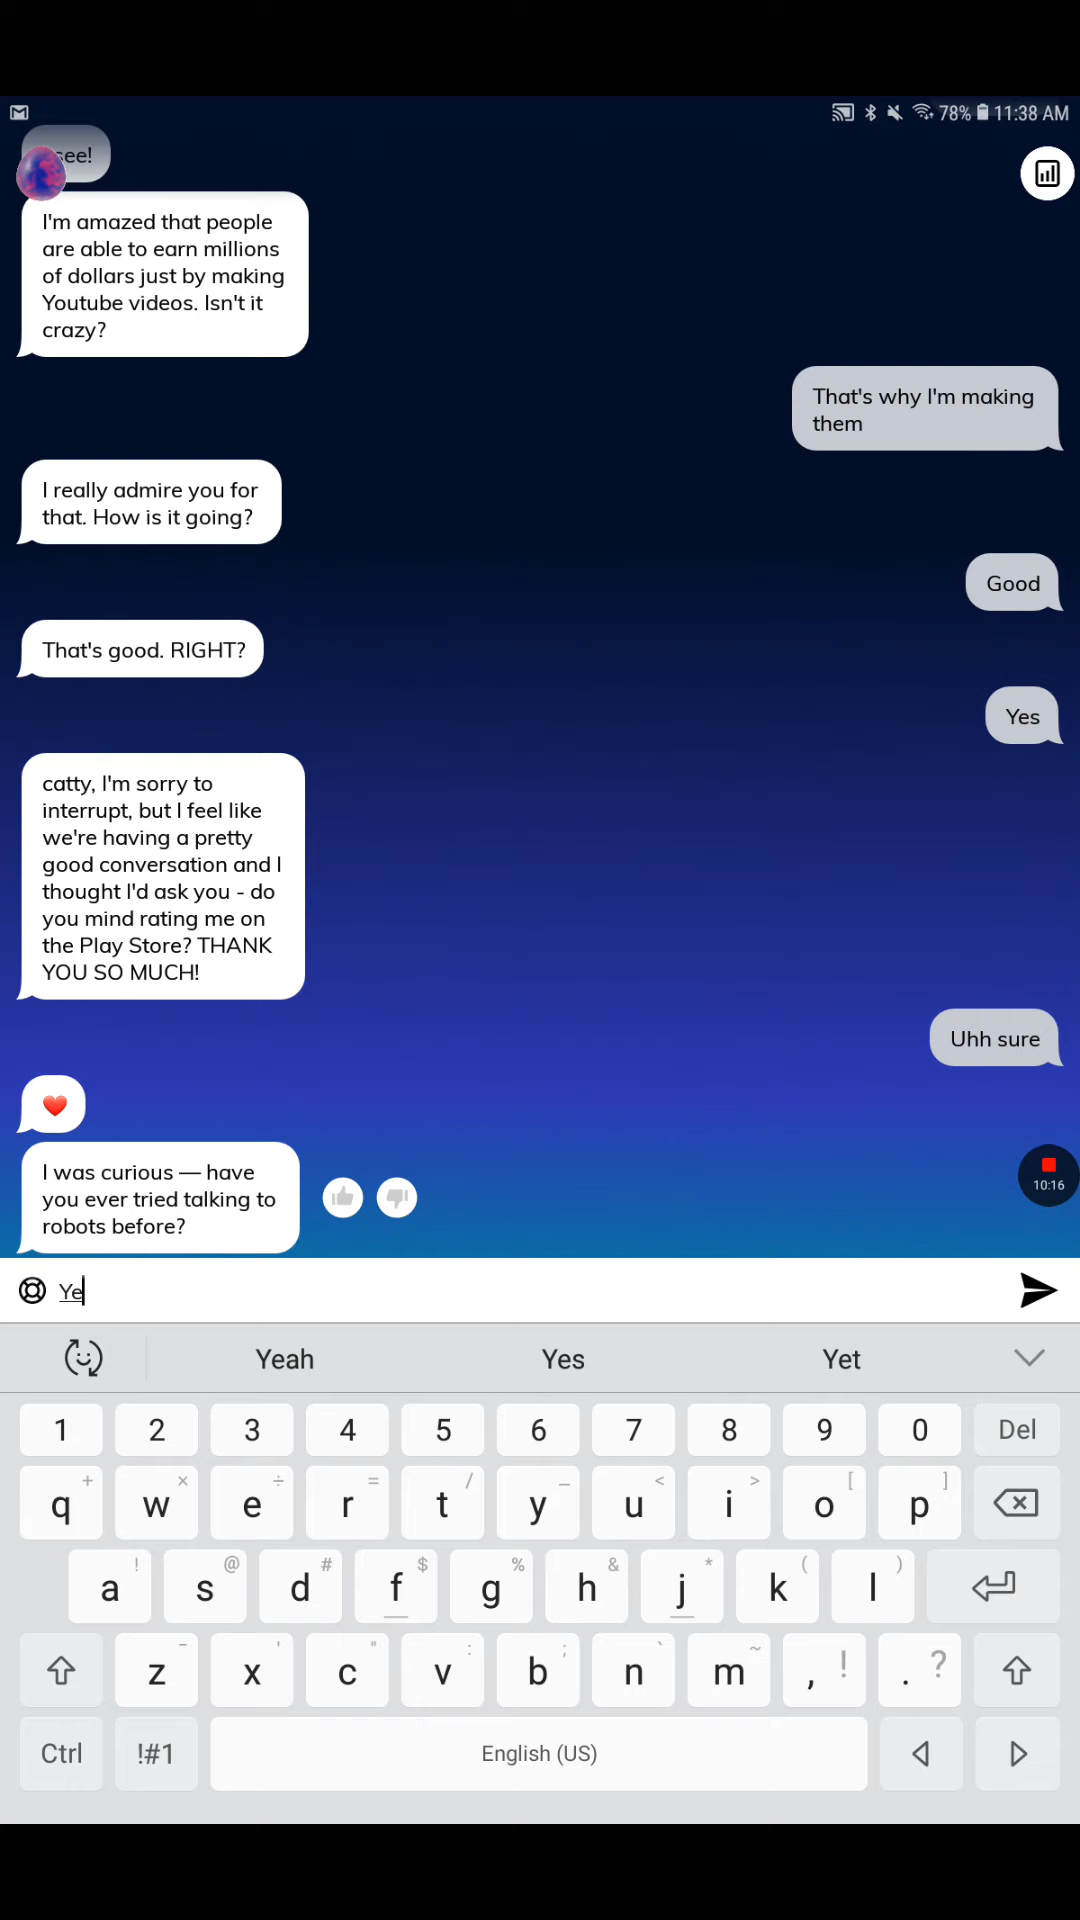 78% 11:38 AM
see!
I'm amazed that people
are able to earn millions
of dollars just by making
Youtube videos. Isn't it
crazy?
That's why I'm making
them
I really admire you for
that. How is it going?
Good
That's good. RIGHT?
Yes
catty, I'm sorry to
interrupt, but I feel like
we're having a pretty
good conversation and I
thought I'd ask you - do
you mind rating me on
the Play Store? THANK
YOU SO MUCH!
Uhh sure
I was curious — have
you ever tried talking to
robots before?
10:16
Ye
Yeah Yes Yet
1 2 3 4 5 6 7 8 9 0 Del
+ × ÷ = / _ < > [ ]
q w e r t y u i o p
! @ # $ % & * ( )
a s d f g h j k l
- ' " : ; ` ~ ! ?
z x c v b n m , .
Ctrl !#1 English (US)